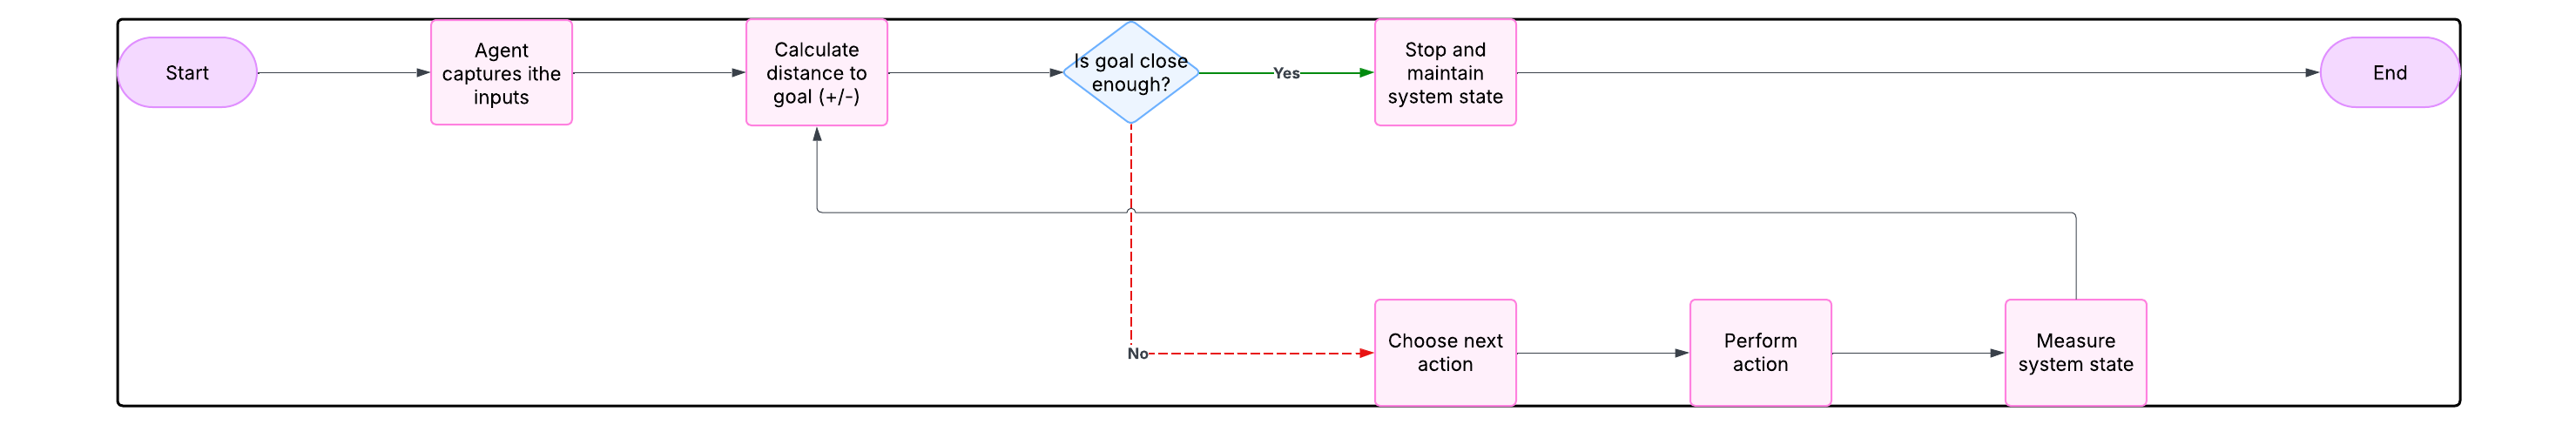 Start
Agent
captures ithe
inputs
Calculate
distance to
goal (+/-)
Is goal close
enough?
Yes
Stop and
maintain
system state
End
No
Choose next
action
Perform
action
Measure
system state